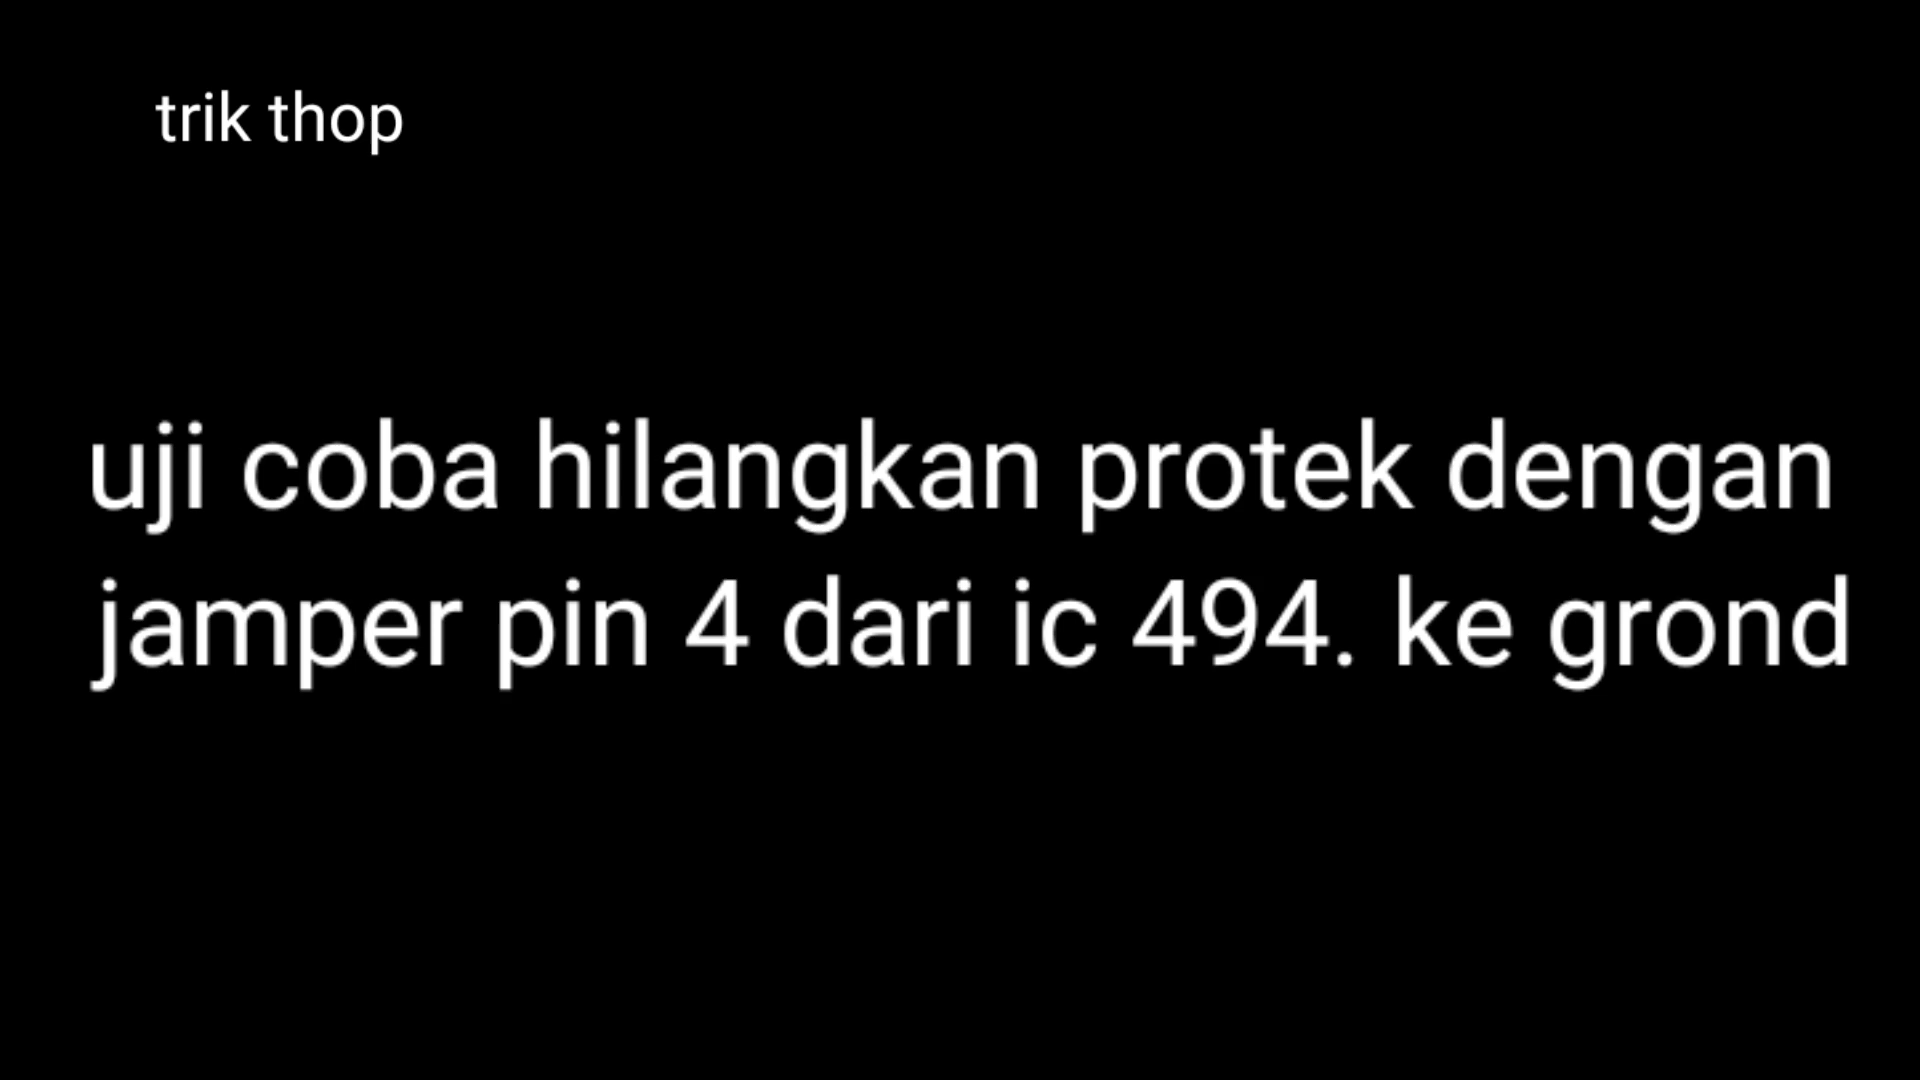 trik thop
uji coba hilangkan protek dengan
jamper pin 4 dari ic 494. ke grond